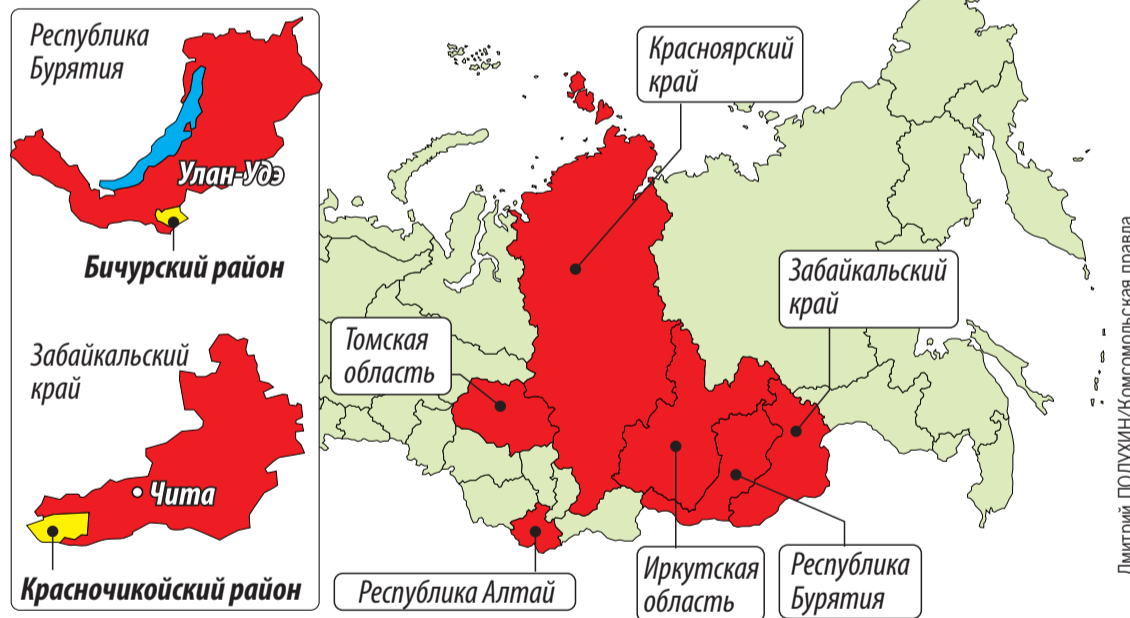 Республика
Бурятия
Улан-Удэ
Бичурский район
Забайкальский
край
Чита
Красночикойский район
Красноярский
край
Забайкальский
край
Томская
область
Республика Алтай
Иркутская
область
Республика
Бурятия
Дмитрий ПОЛУХИН/Комсомольская правда